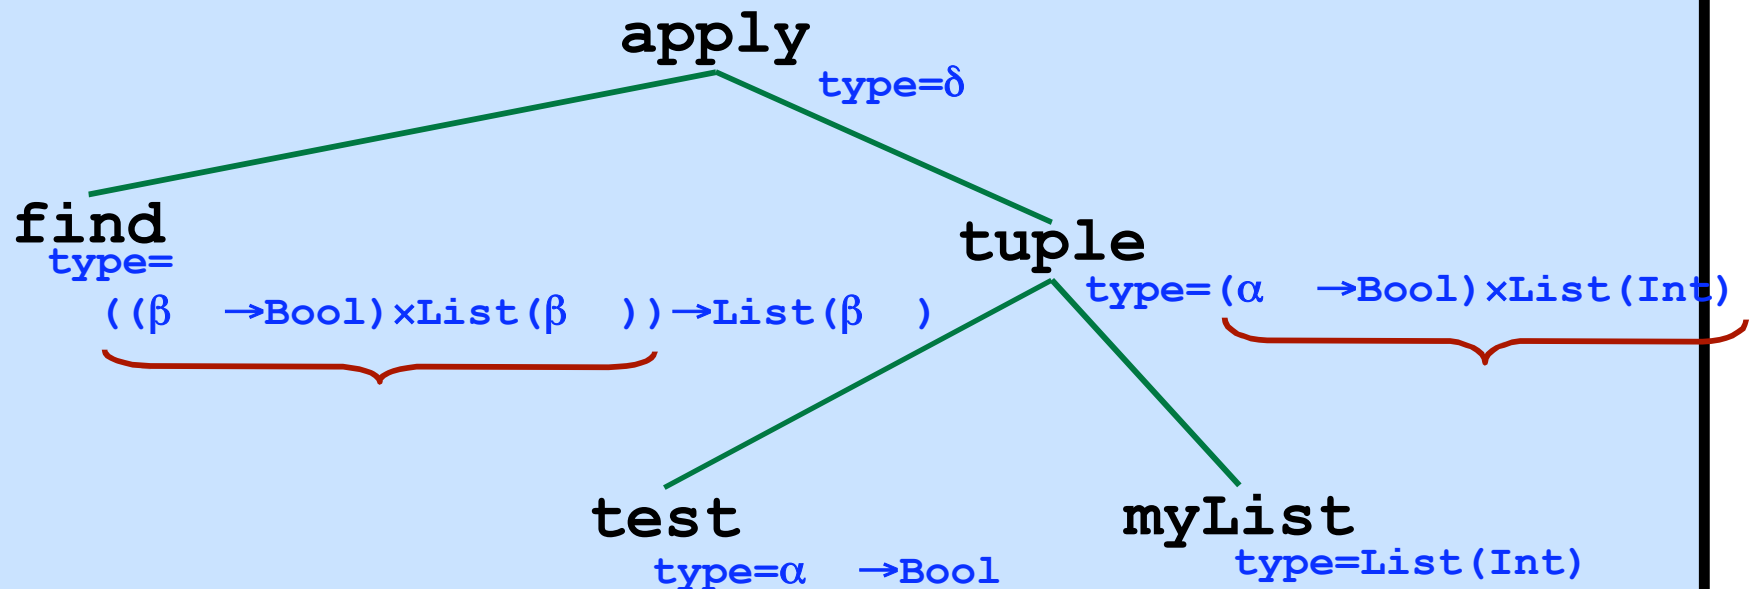 apply
type=δ
find
type=
((β →Bool)×List(β ))→List(β )
tuple
type=(α →Bool)×List(Int)
test
type=α →Bool
myList
type=List(Int)